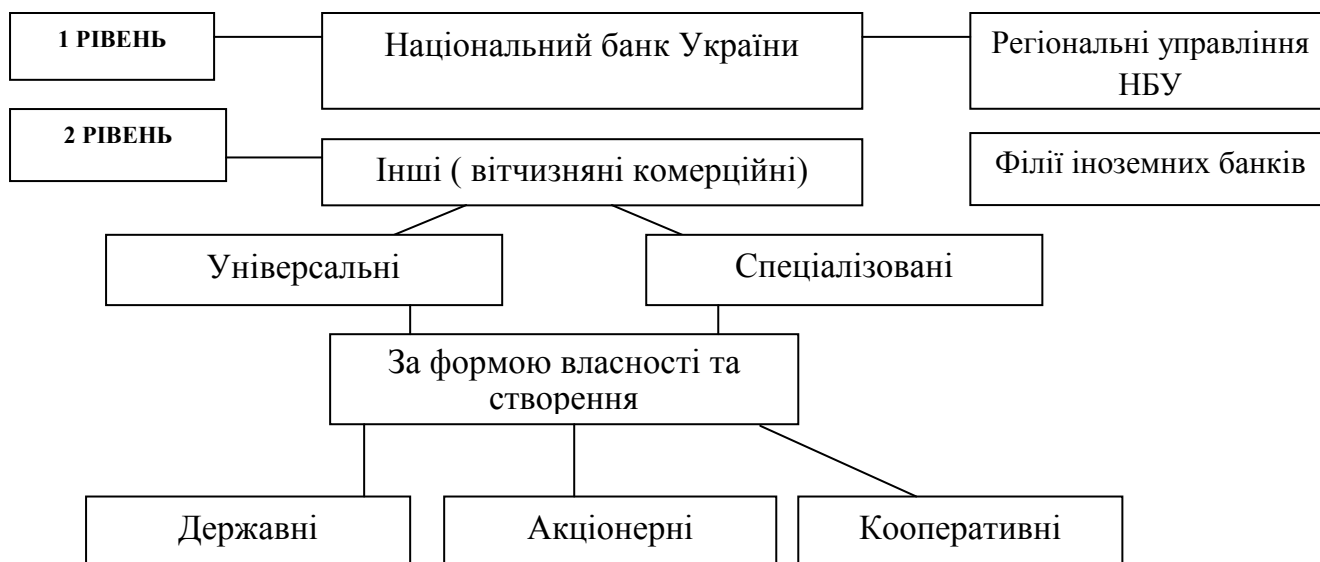 1 РІВЕНЬ
Національний банк України
Регіональні управління
НБУ
2 РІВЕНЬ
Інші ( вітчизняні комерційні)
Філії іноземних банків
Універсальні
Спеціалізовані
За формою власності та
створення
Державні
Акціонерні
Кооперативні